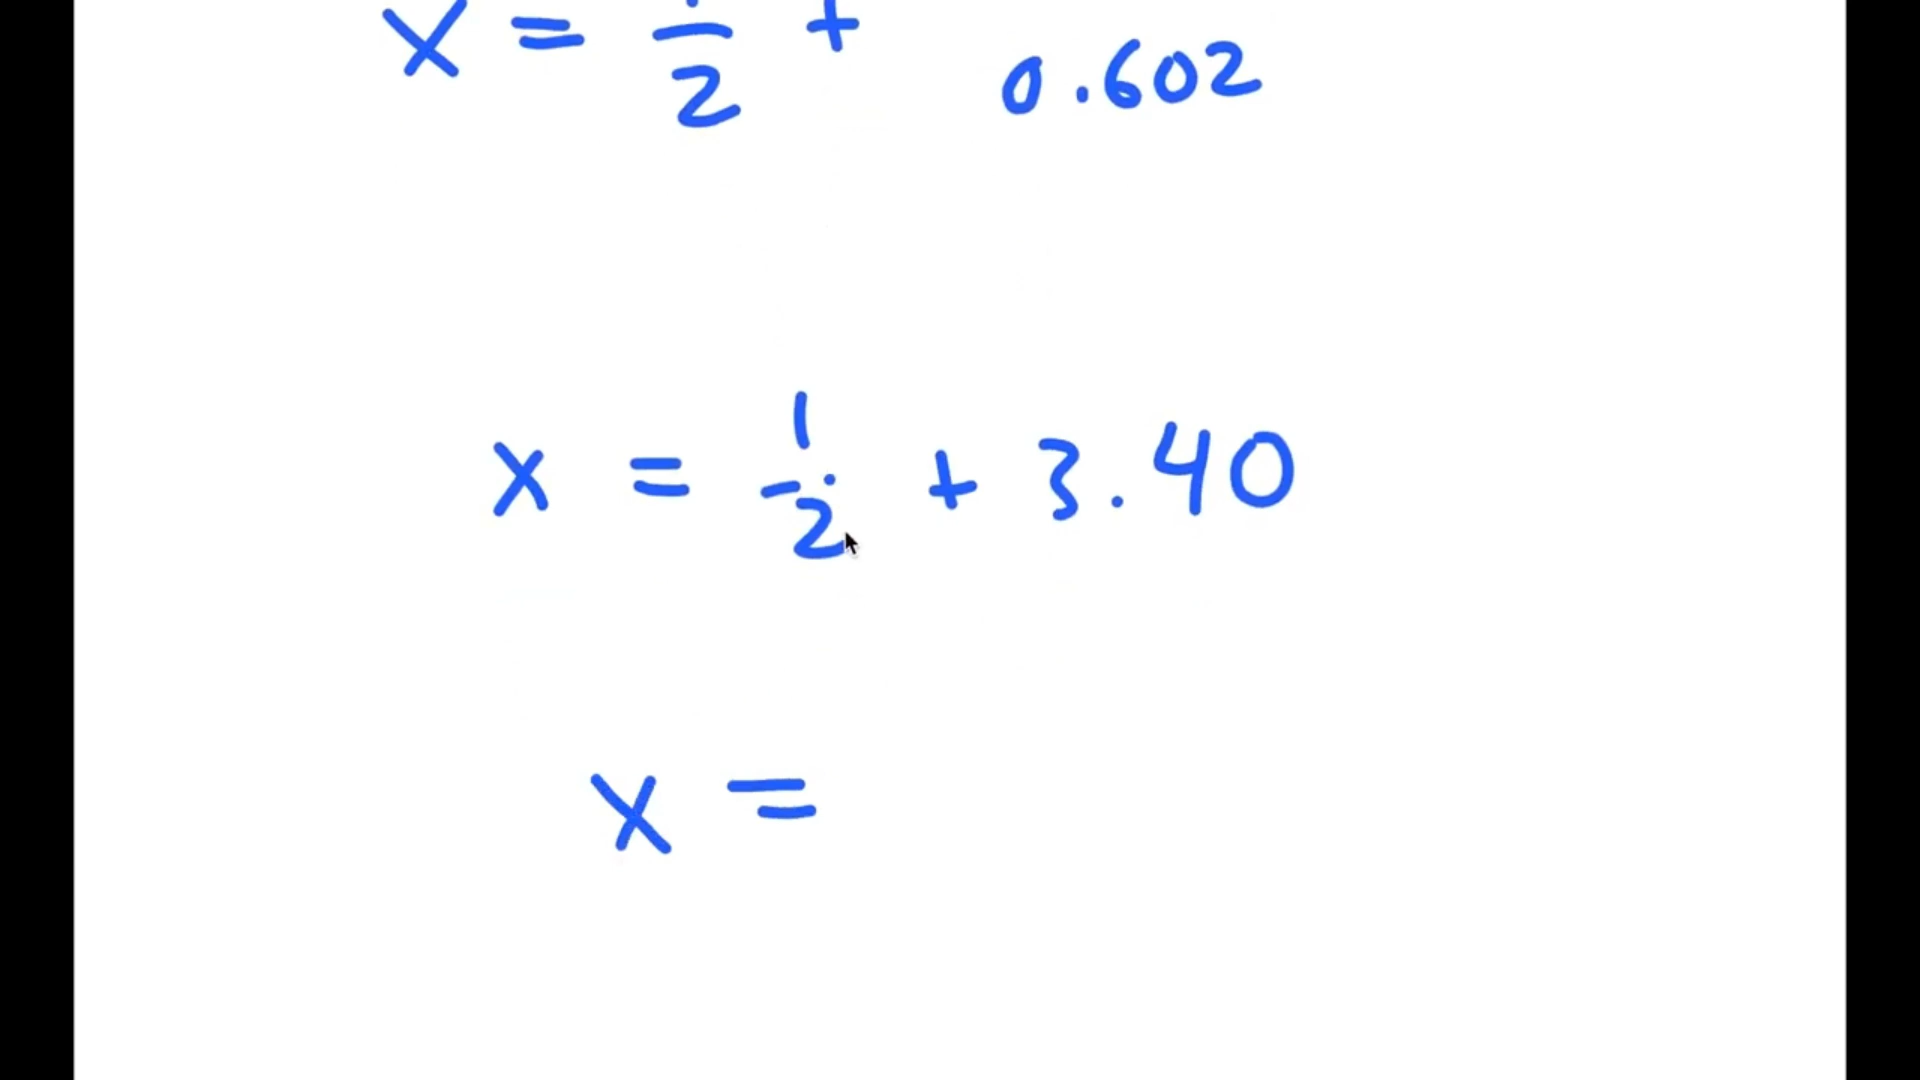 x = /2 + 0.602
x = 1/2 + 3.40
x =